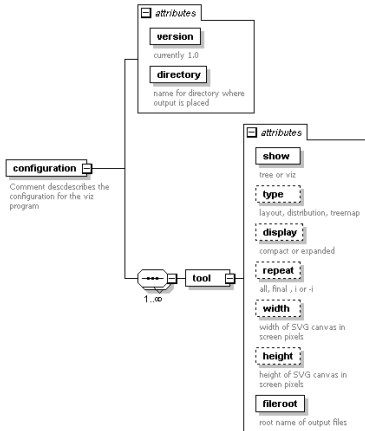 attributes
version
currently 1.0
directory
name for directory where
output is placed
configuration
Comment descdescribes the
configuration for the viz
program
1..∞
tool
attributes
show
tree or viz
type
layout, distribution, treemap
display
compact or expanded
repeat
all, final , i or -i
width
width of SVG canvas in
screen pixels
height
height of SVG canvas in
screen pixels
fileroot
root name of output files